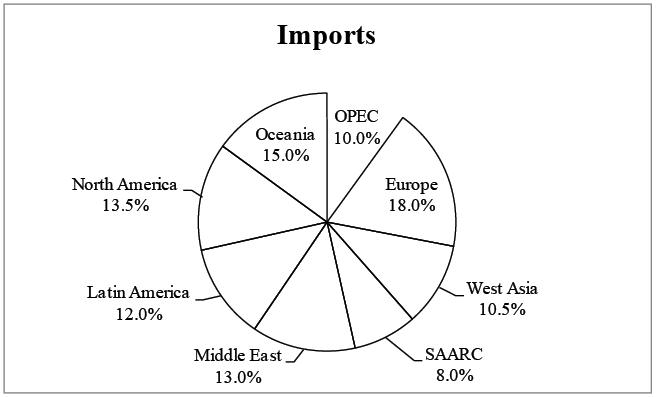 Imports
OPEC
10.0%
Europe
18.0%
West Asia
10.5%
SAARC
8.0%
Middle East
13.0%
Latin America
12.0%
North America
13.5%
Oceania
15.0%